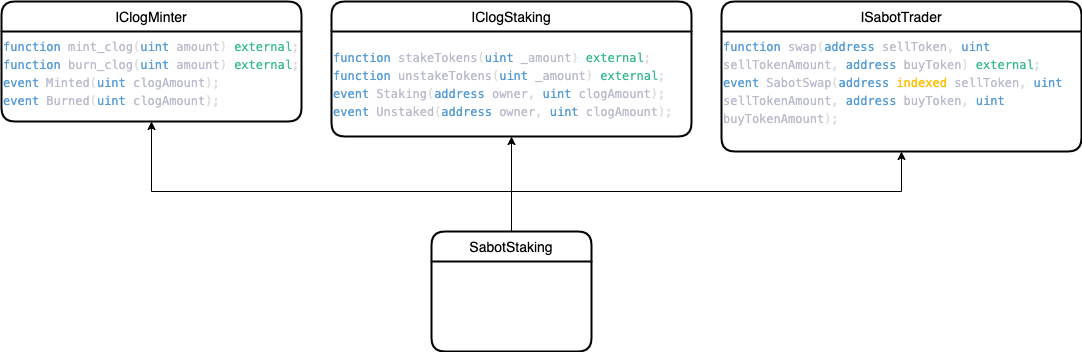 IClogMinter
function mint_clog(uint amount) external;
function burn_clog(uint amount) external;
event Minted(uint clogAmount);
event Burned(uint clogAmount);
IClogStaking
function stakeTokens(uint _amount) external;
function unstakeTokens(uint _amount) external;
event Staking(address owner, uint clogAmount);
event Unstaked(address owner, uint clogAmount);
ISabotTrader
function swap(address sellToken, uint
sellTokenAmount, address buyToken) external;
event SabotSwap(address indexed sellToken, uint
sellTokenAmount, address buyToken, uint
buyTokenAmount);
SabotStaking